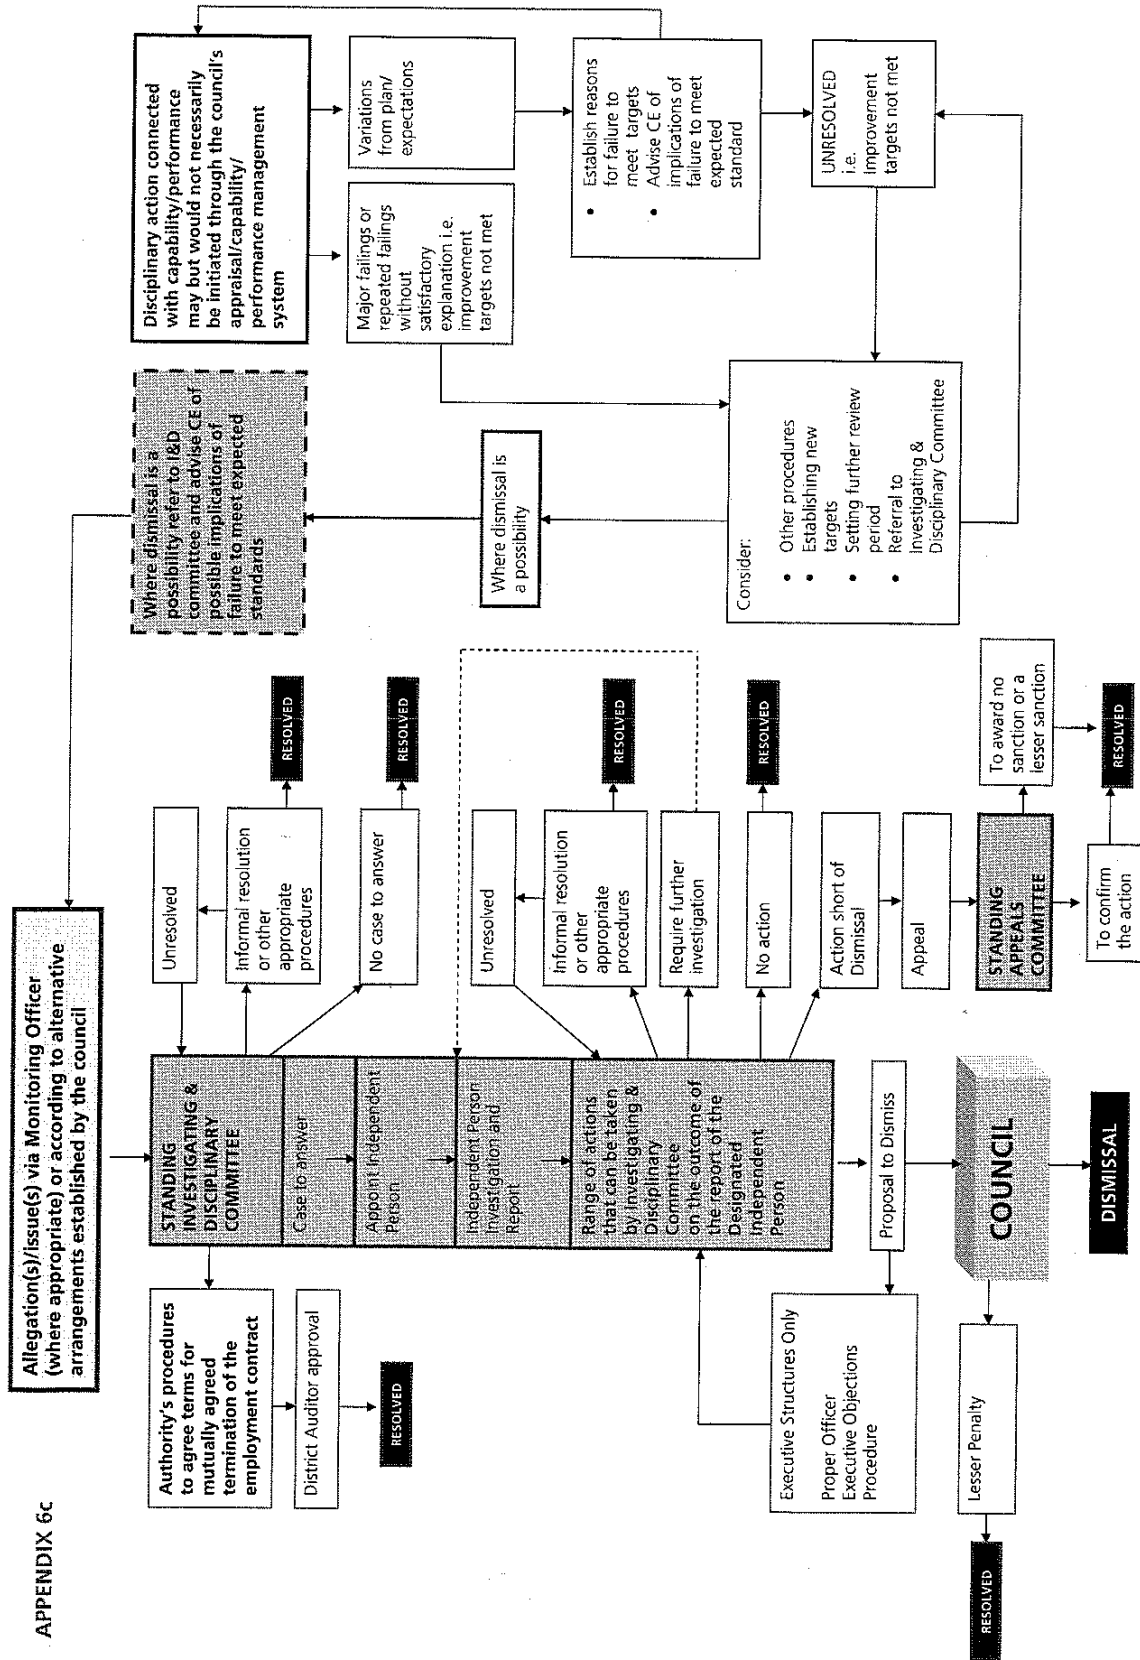 APPENDIX 6c
Allegation(s)/issue(s) via Monitoring Officer
(where appropriate) or according to alternative
arrangements established by the council
Authority's procedures
to agree terms for
mutually agreed
termination of the
employment contract
District Auditor approval
RESOLVED
STANDING
INVESTIGATING &
DISCIPLINARY
COMMITTEE
Case to answer
Appoint Independent
Person
Independent Person
Investigation and
Report
Range of actions
that can be taken
by Investigating &
Disciplinary
Committee
on the outcome of
the report of the
Designated
Independent
Person
Unresolved
Informal resolution
or other
appropriate
procedures
RESOLVED
No case to answer
RESOLVED
Unresolved
Informal resolution
or other
appropriate
procedures
RESOLVED
Require further
investigation
No action
RESOLVED
Action short of
Dismissal
Appeal
STANDING
APPEALS
COMMITTEE
To award no
sanction or a
lesser sanction
To confirm
the action
RESOLVED
Executive Structures Only
Proper Officer
Executive Objections
Procedure
Proposal to Dismiss
COUNCIL
Lesser Penalty
RESOLVED
DISMISSAL
Where dismissal is a
possibility refer to I&D
committee and advise CE of
possible implications of
failure to meet expected
standards
Disciplinary action connected
with capability/performance
may but would not necessarily
be initiated through the council's
appraisal/capability/
performance management
system
Major failings or
repeated failings
without
satisfactory
explanation i.e.
improvement
targets not met
Variations
from plan/
expectations
Where dismissal is
a possibility
• Establish reasons
for failure to
meet targets
• Advise CE of
implications of
failure to meet
expected
standard
Consider:
• Other procedures
• Establishing new
targets
• Setting further review
period
• Referral to
Investigating &
Disciplinary Committee
UNRESOLVED
i.e.
improvement
targets not met